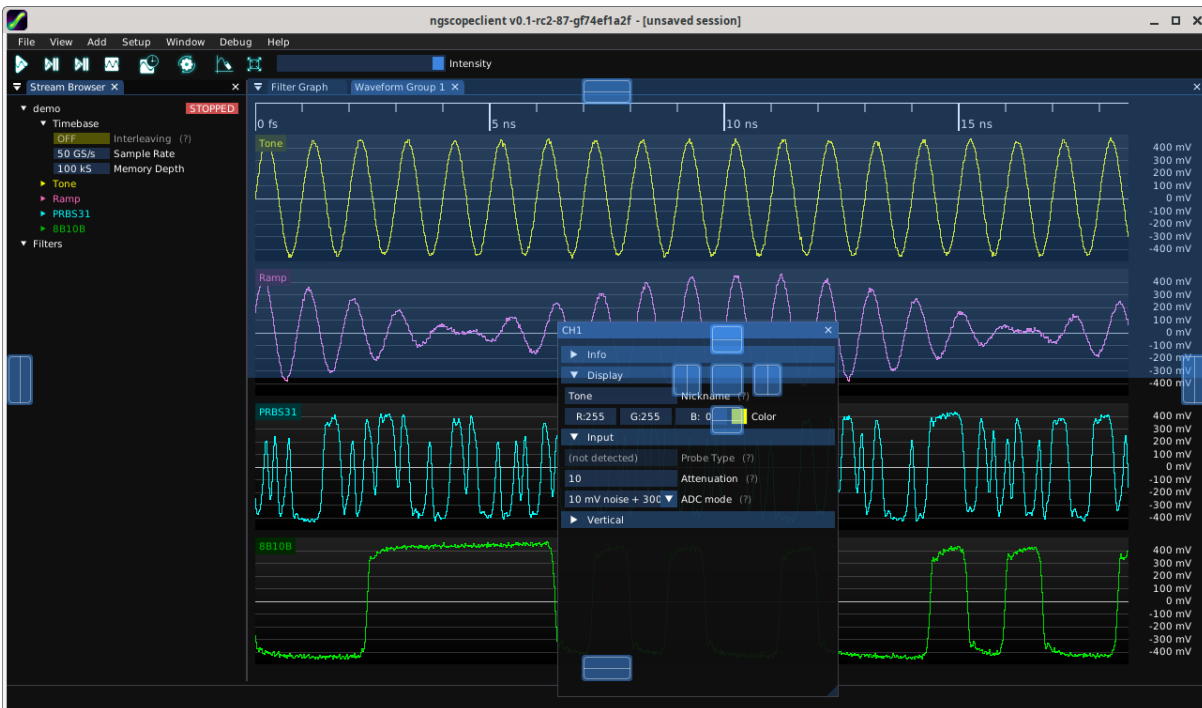 ngscopeclient v0.1-rc2-87-gf74ef1a2f - [unsaved session]
File View Add Setup Window Debug Help
Intensity
Stream Browser
Filter Graph Waveform Group 1
demo STOPPED
Timebase
OFF Interleaving (?)
50 GS/s Sample Rate
100 kS Memory Depth
Tone
Ramp
PRBS31
8B10B
Filters
0 fs 5 ns 10 ns 15 ns
Tone
400 mV
300 mV
200 mV
100 mV
0 mV
-100 mV
-200 mV
-300 mV
-400 mV
Ramp
400 mV
300 mV
200 mV
100 mV
0 mV
-100 mV
-200 mV
-300 mV
-400 mV
PRBS31
400 mV
300 mV
200 mV
100 mV
0 mV
-100 mV
-200 mV
-300 mV
-400 mV
8B10B
400 mV
300 mV
200 mV
100 mV
0 mV
-100 mV
-200 mV
-300 mV
-400 mV
CH1
Info
Display
Tone Nickname (?)
R:255 G:255 B: 0 Color
Input
(not detected) Probe Type (?)
10 Attenuation (?)
10 mV noise + 300 ADC mode (?)
Vertical